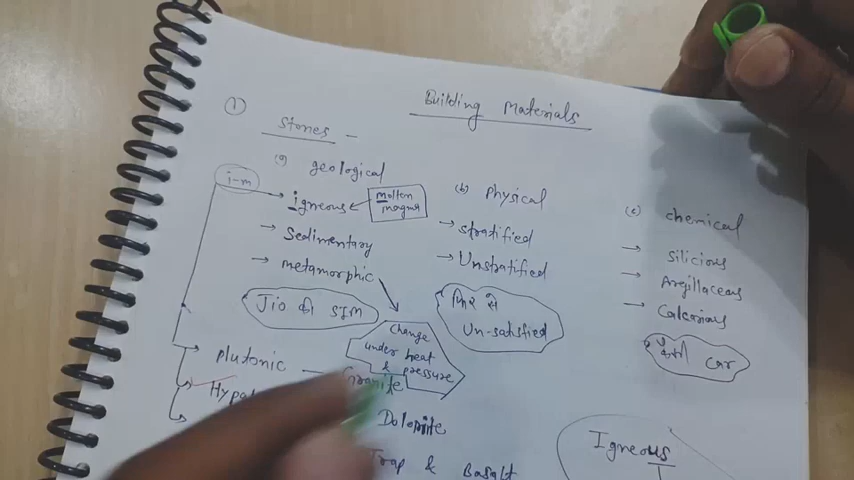 Building Materials
①
Stones -
(a) geological
i-m
→ igneous
molten
magma
→ Sedimentary
→ metamorphic
Jio की SIM
(b) Physical
→ stratified
→ Unstratified
फिर से
Un-satisfied
Change
under heat
& pressure
(c) chemical
→ Silicious
→ Argillaceous
→ Calcarious
car
→ plutonic — Granite
Dolomite
Trap & Basalt
Igneous